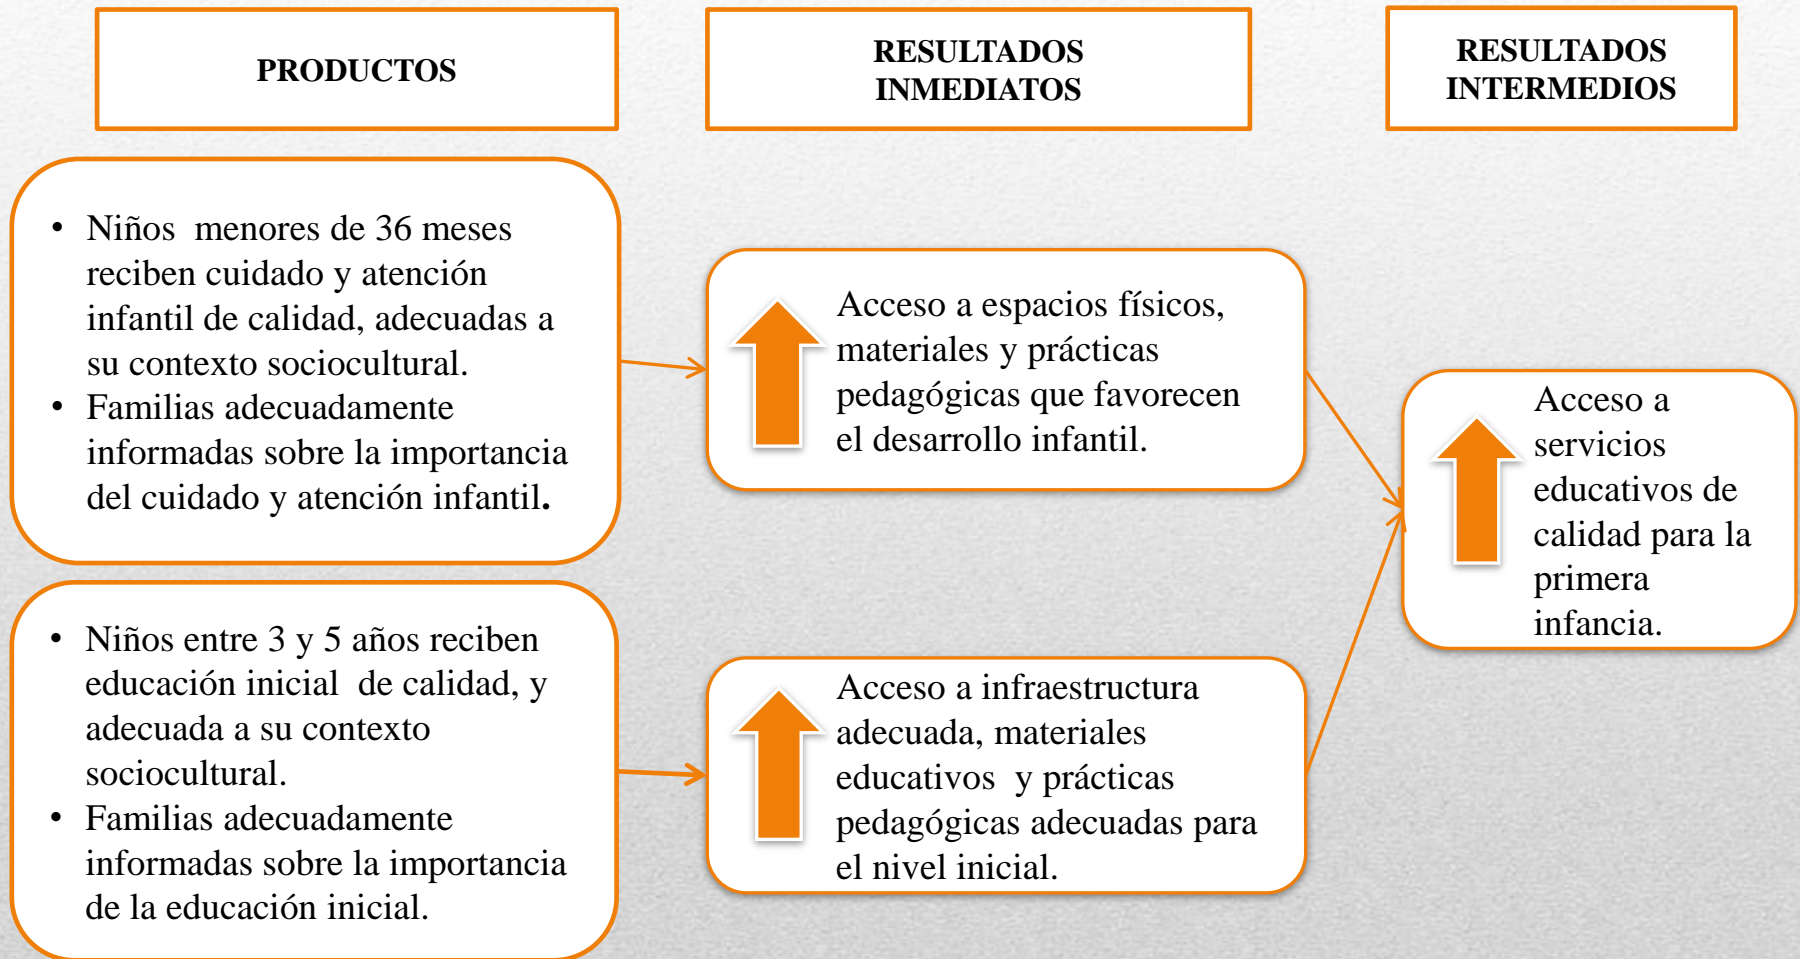 PRODUCTOS
RESULTADOS
INMEDIATOS
RESULTADOS
INTERMEDIOS
• Niños menores de 36 meses
reciben cuidado y atención
infantil de calidad, adecuadas a
su contexto sociocultural.
• Familias adecuadamente
informadas sobre la importancia
del cuidado y atención infantil.
Acceso a espacios físicos,
materiales y prácticas
pedagógicas que favorecen
el desarrollo infantil.
Acceso a
servicios
educativos de
calidad para la
primera
infancia.
• Niños entre 3 y 5 años reciben
educación inicial de calidad, y
adecuada a su contexto
sociocultural.
• Familias adecuadamente
informadas sobre la importancia
de la educación inicial.
Acceso a infraestructura
adecuada, materiales
educativos y prácticas
pedagógicas adecuadas para
el nivel inicial.